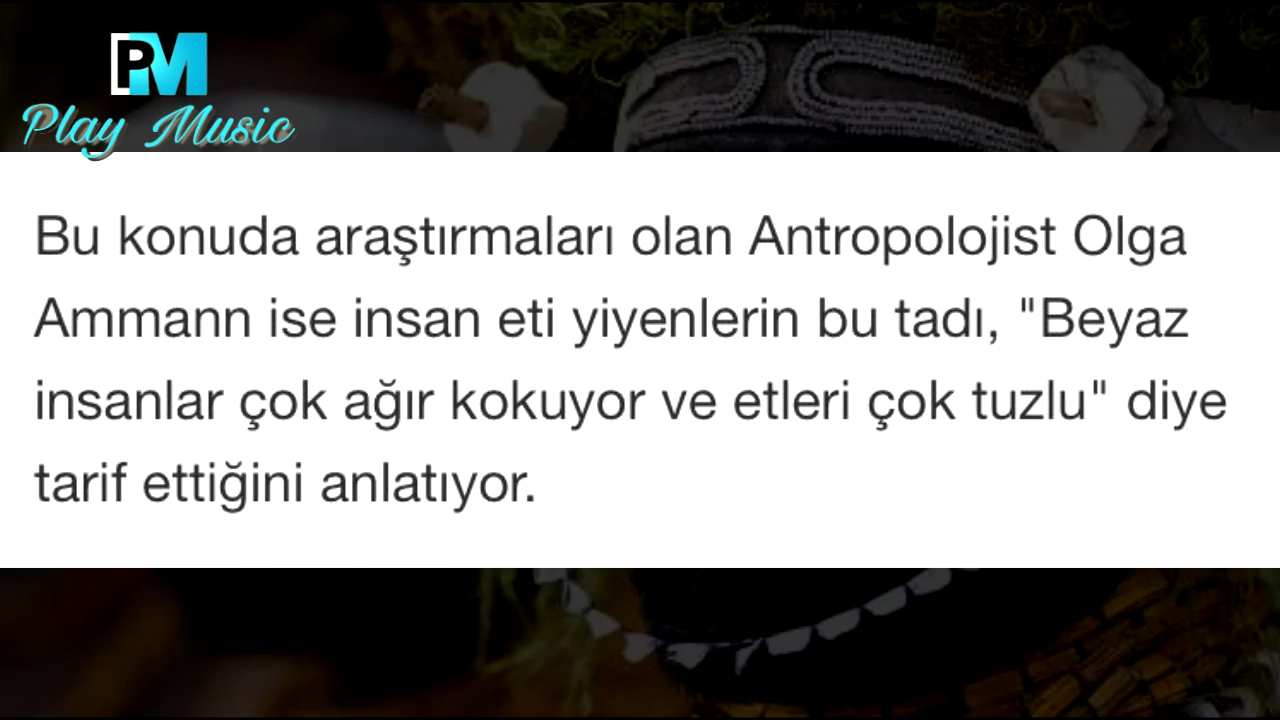 PM
Play Music
Bu konuda araştırmaları olan Antropolojist Olga
Ammann ise insan eti yiyenlerin bu tadı, "Beyaz
insanlar çok ağır kokuyor ve etleri çok tuzlu" diye
tarif ettiğini anlatıyor.